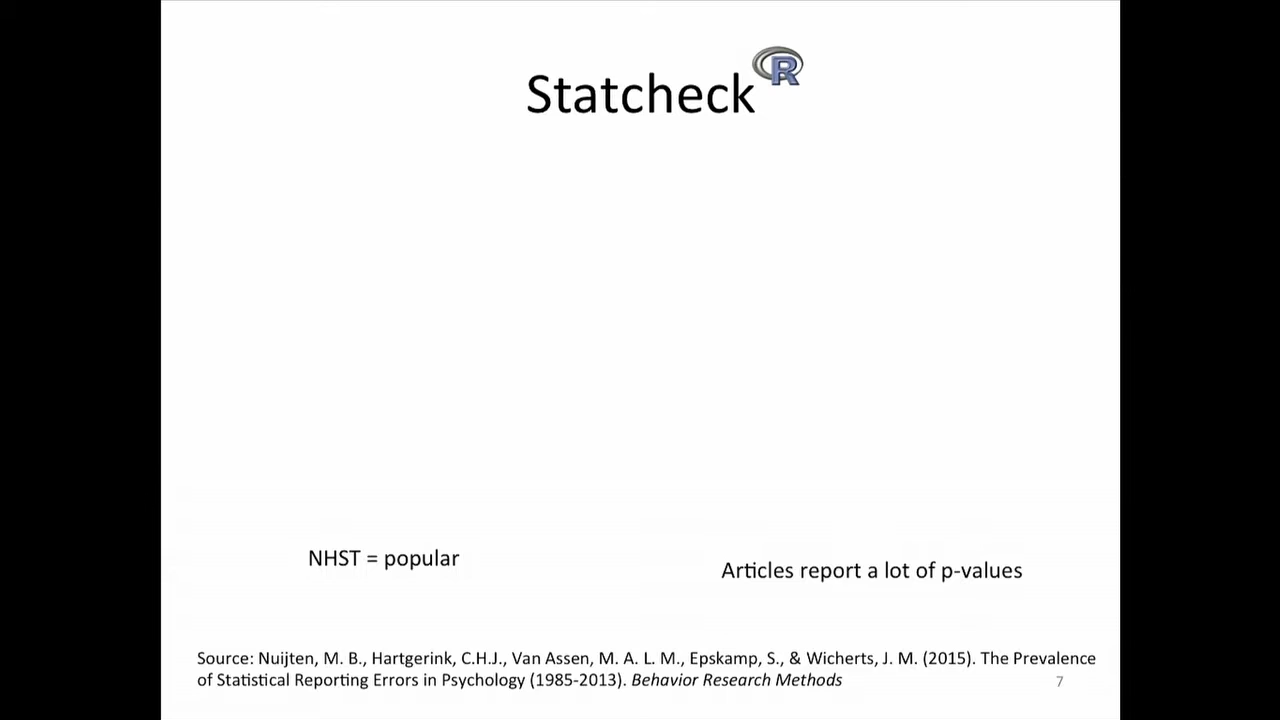 Statcheck R
NHST = popular
Articles report a lot of p-values
Source: Nuijten, M. B., Hartgerink, C.H.J., Van Assen, M. A. L. M., Epskamp, S., & Wicherts, J. M. (2015). The Prevalence
of Statistical Reporting Errors in Psychology (1985-2013). Behavior Research Methods
7